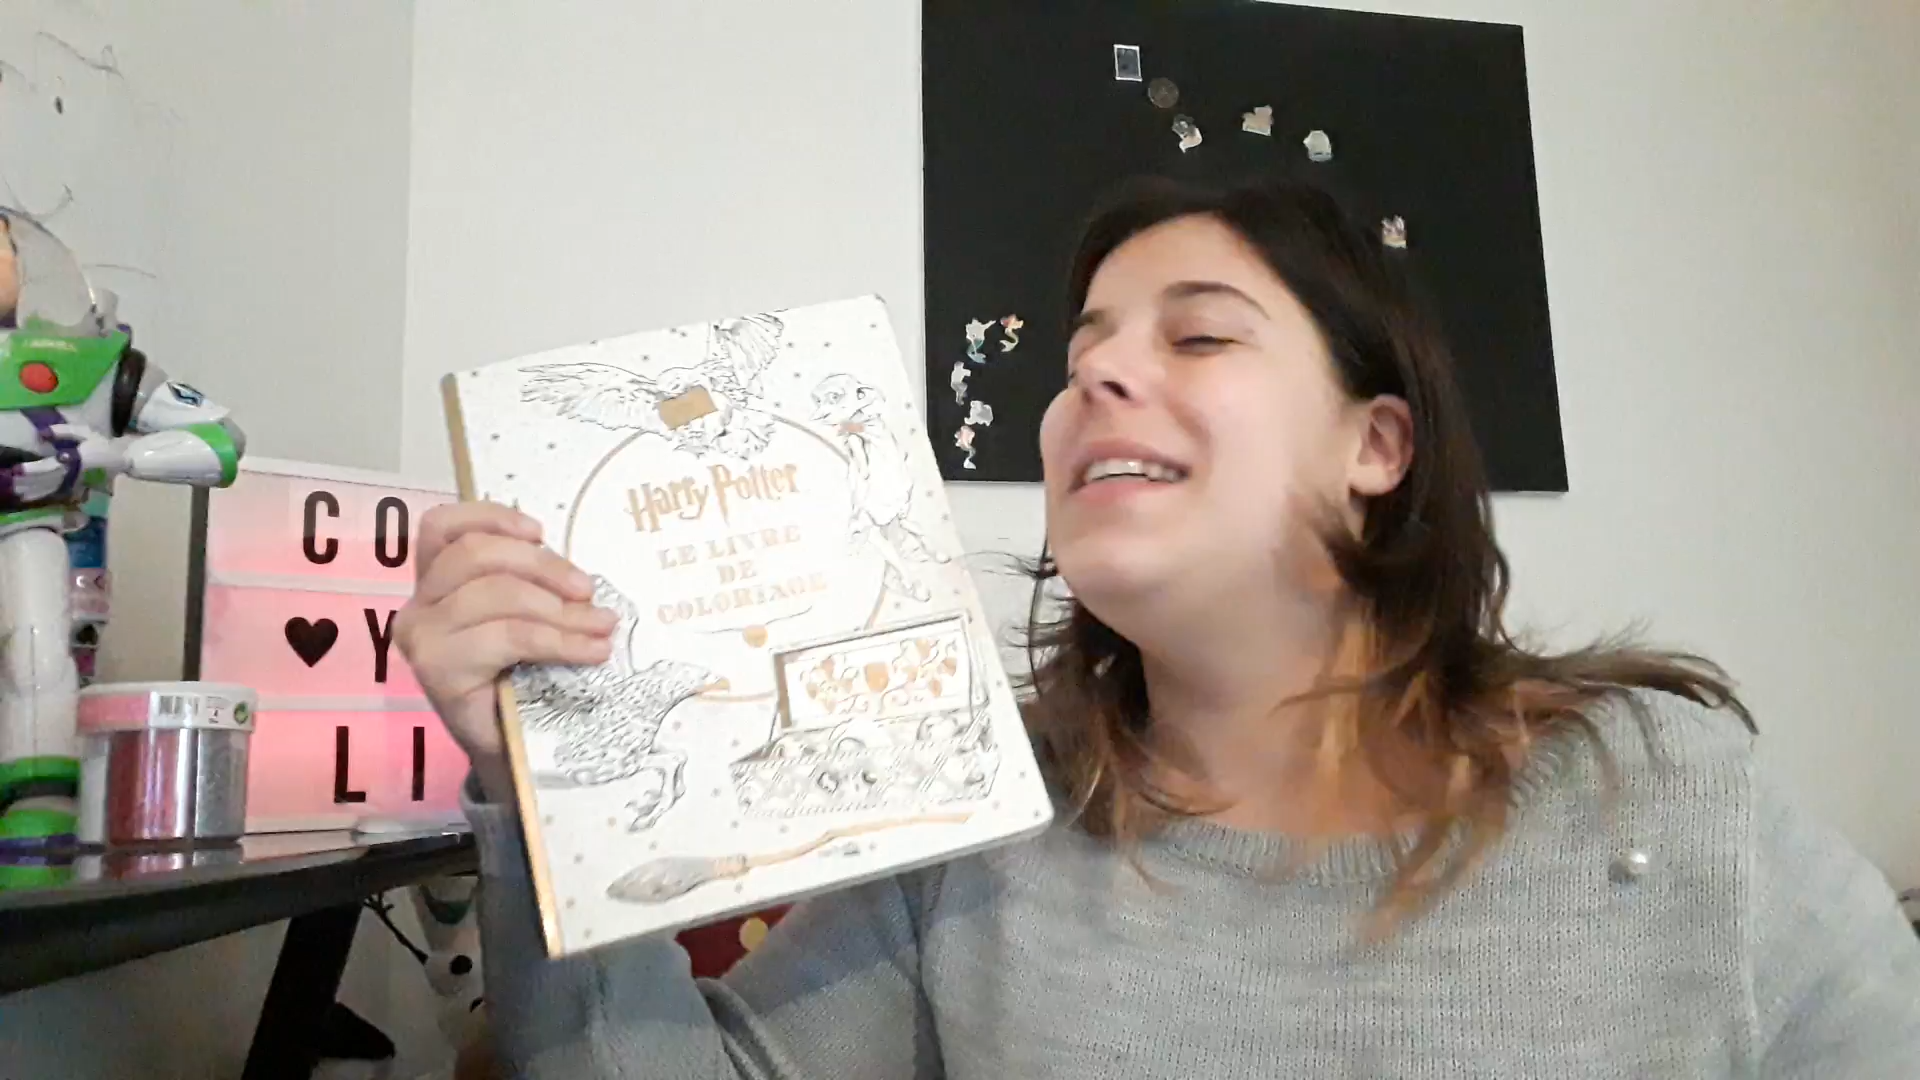 Harry Potter
LE LIVRE
DE
COLORIAGE
CO
♥ Y
LI